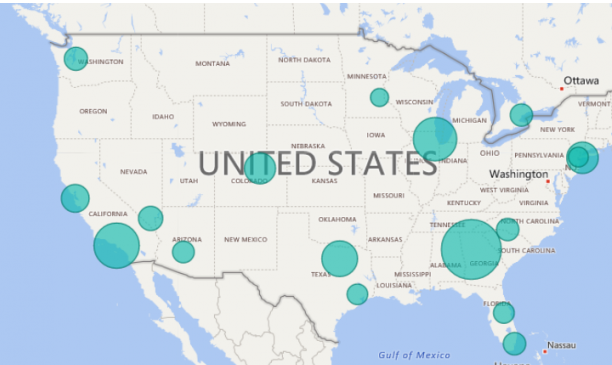 WASHINGTON
MONTANA
NORTH DAKOTA
MINNESOTA
Ottawa
VERMONT
OREGON
IDAHO
SOUTH DAKOTA
WISCONSIN
MICHIGAN
NEW YORK
WYOMING
IOWA
NEBRASKA
UNITED STATES
INDIANA
OHIO
PENNSYLVANIA
NEVADA
UTAH
COLORADO
KANSAS
Washington
WEST VIRGINIA
MISSOURI
KENTUCKY
VIRGINIA
CALIFORNIA
OKLAHOMA
TENNESSEE
NORTH CAROLINA
ARIZONA
NEW MEXICO
ARKANSAS
SOUTH CAROLINA
TEXAS
MISSISSIPPI
ALABAMA
GEORGIA
LOUISIANA
FLORIDA
Gulf of Mexico
Nassau